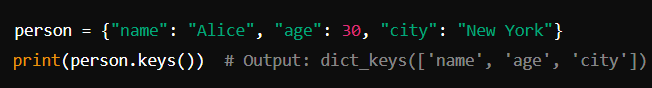 person = {"name": "Alice", "age": 30, "city": "New York"}
print(person.keys())  # Output: dict_keys(['name', 'age', 'city'])